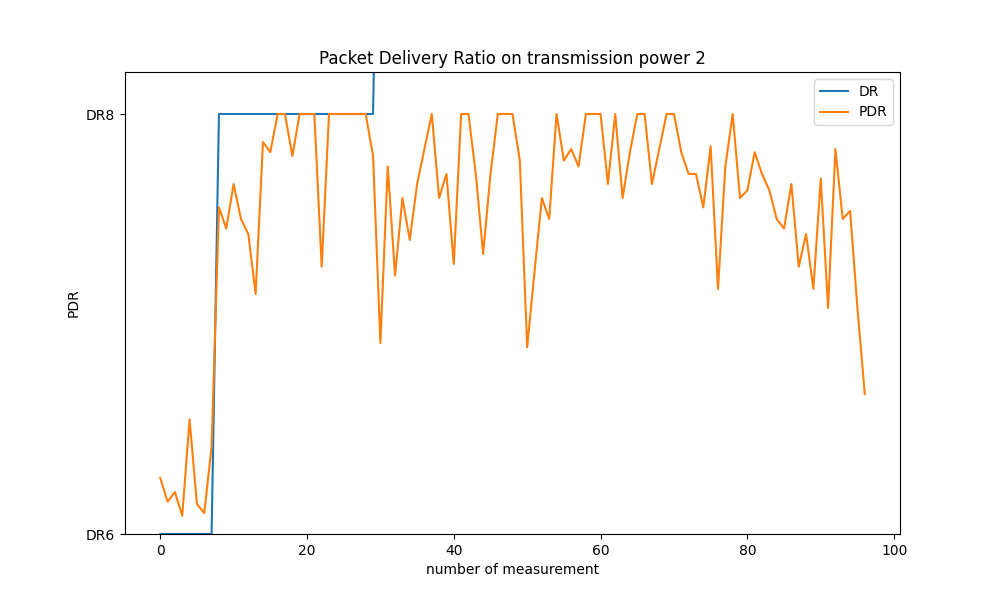 Packet Delivery Ratio on transmission power 2
DR
PDR
DR8
PDR
DR6
0 20 40 60 80 100
number of measurement